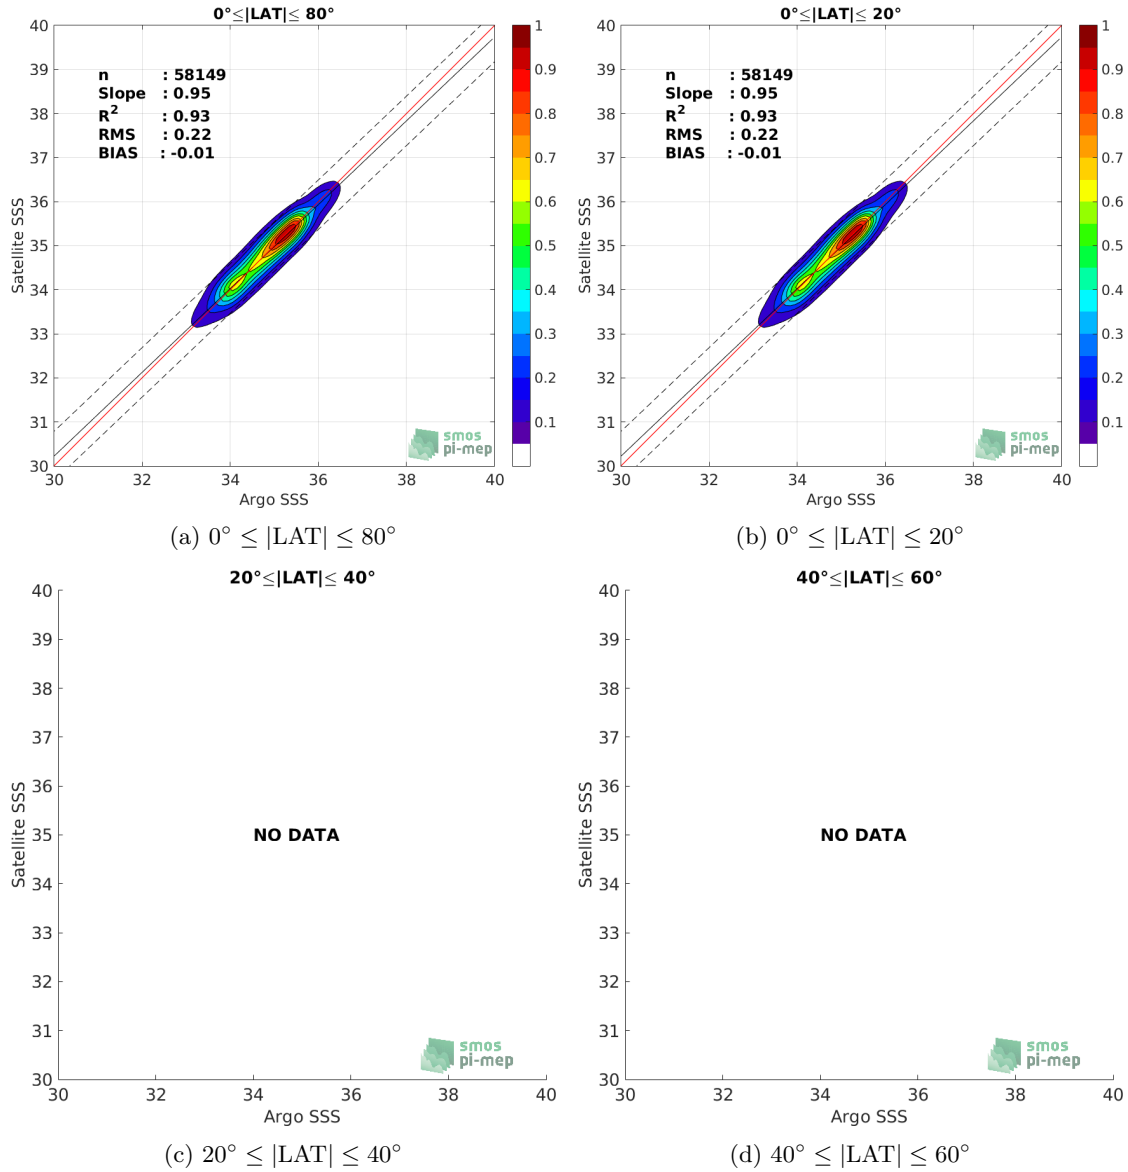 0°≤|LAT|≤ 80°
n : 58149
Slope : 0.95
R² : 0.93
RMS : 0.22
BIAS : -0.01
Satellite SSS
40
39
38
37
36
35
34
33
32
31
30
30 32 34 36 38 40
Argo SSS
1
0.9
0.8
0.7
0.6
0.5
0.4
0.3
0.2
0.1
smos
pi-mep
(a) 0° ≤ |LAT| ≤ 80°
0°≤|LAT|≤ 20°
n : 58149
Slope : 0.95
R² : 0.93
RMS : 0.22
BIAS : -0.01
Satellite SSS
40
39
38
37
36
35
34
33
32
31
30
30 32 34 36 38 40
Argo SSS
1
0.9
0.8
0.7
0.6
0.5
0.4
0.3
0.2
0.1
smos
pi-mep
(b) 0° ≤ |LAT| ≤ 20°
20°≤|LAT|≤ 40°
Satellite SSS
40
39
38
37
36
35
34
33
32
31
30
NO DATA
30 32 34 36 38 40
Argo SSS
smos
pi-mep
(c) 20° ≤ |LAT| ≤ 40°
40°≤|LAT|≤ 60°
Satellite SSS
40
39
38
37
36
35
34
33
32
31
30
NO DATA
30 32 34 36 38 40
Argo SSS
smos
pi-mep
(d) 40° ≤ |LAT| ≤ 60°